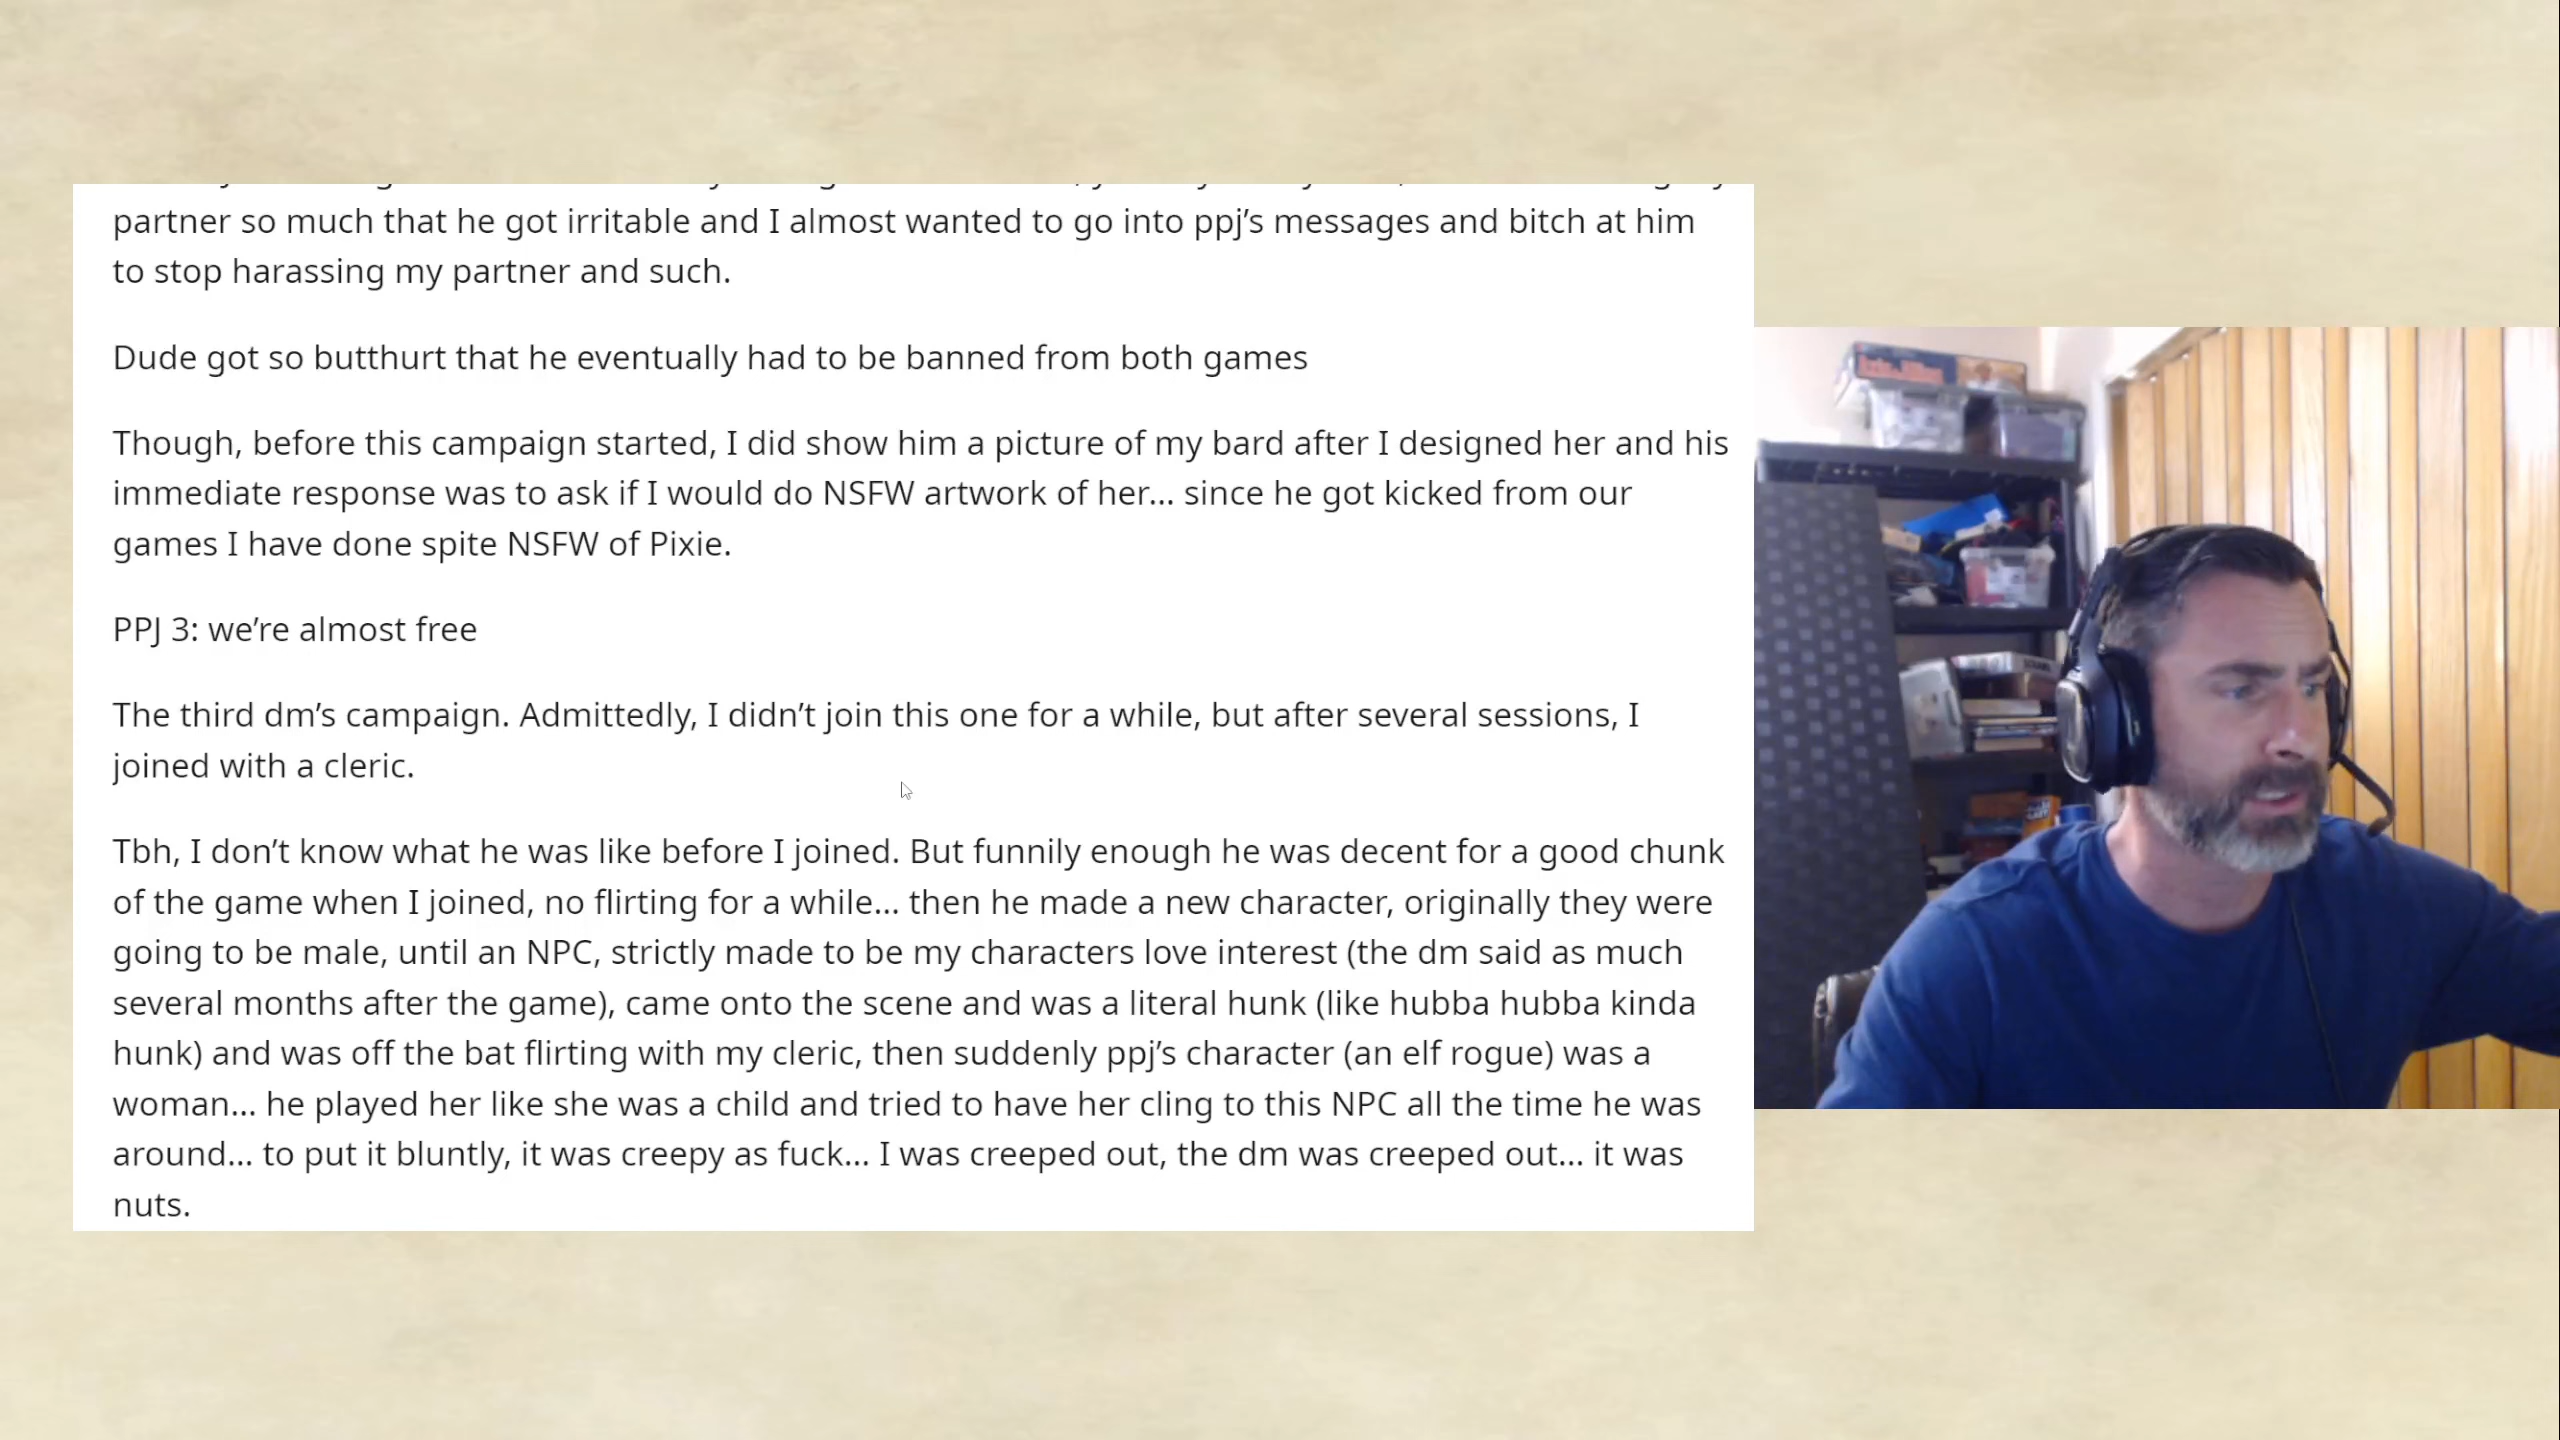 partner so much that he got irritable and I almost wanted to go into ppj’s messages and bitch at him
to stop harassing my partner and such.
Dude got so butthurt that he eventually had to be banned from both games
Though, before this campaign started, I did show him a picture of my bard after I designed her and his
immediate response was to ask if I would do NSFW artwork of her... since he got kicked from our
games I have done spite NSFW of Pixie.
PPJ 3: we’re almost free
The third dm’s campaign. Admittedly, I didn’t join this one for a while, but after several sessions, I
joined with a cleric.
Tbh, I don’t know what he was like before I joined. But funnily enough he was decent for a good chunk
of the game when I joined, no flirting for a while... then he made a new character, originally they were
going to be male, until an NPC, strictly made to be my characters love interest (the dm said as much
several months after the game), came onto the scene and was a literal hunk (like hubba hubba kinda
hunk) and was off the bat flirting with my cleric, then suddenly ppj’s character (an elf rogue) was a
woman... he played her like she was a child and tried to have her cling to this NPC all the time he was
around... to put it bluntly, it was creepy as fuck... I was creeped out, the dm was creeped out... it was
nuts.